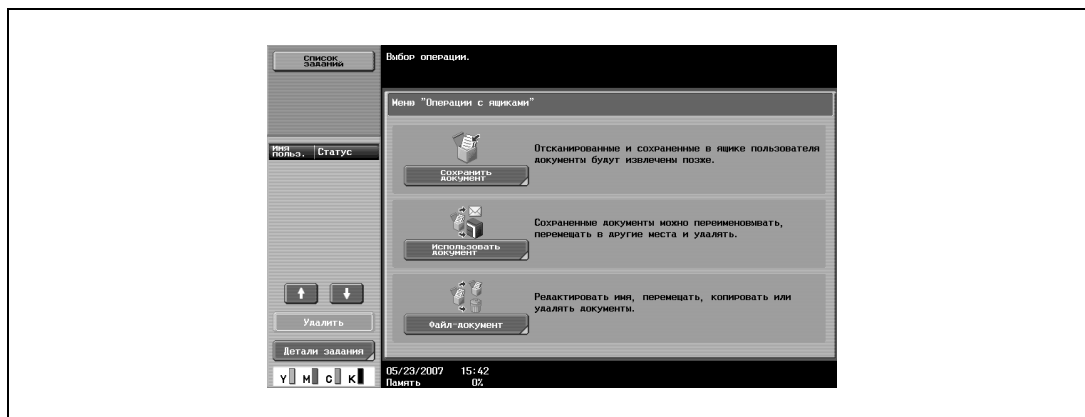 Список
заданий
Выбор операции.
Меню "Операции с ящиками"
Имя
польз.
Статус
Отсканированные и сохраненные в ящике пользователя
документы будут извлечены позже.
Сохранить
документ
Сохраненные документы можно переименовывать,
перемещать в другие места и удалять.
Использовать
документ
Редактировать имя, перемещать, копировать или
удалять документы.
Файл-документ
Удалить
Детали задания
Y M C K
05/23/2007 15:42
Память 0%